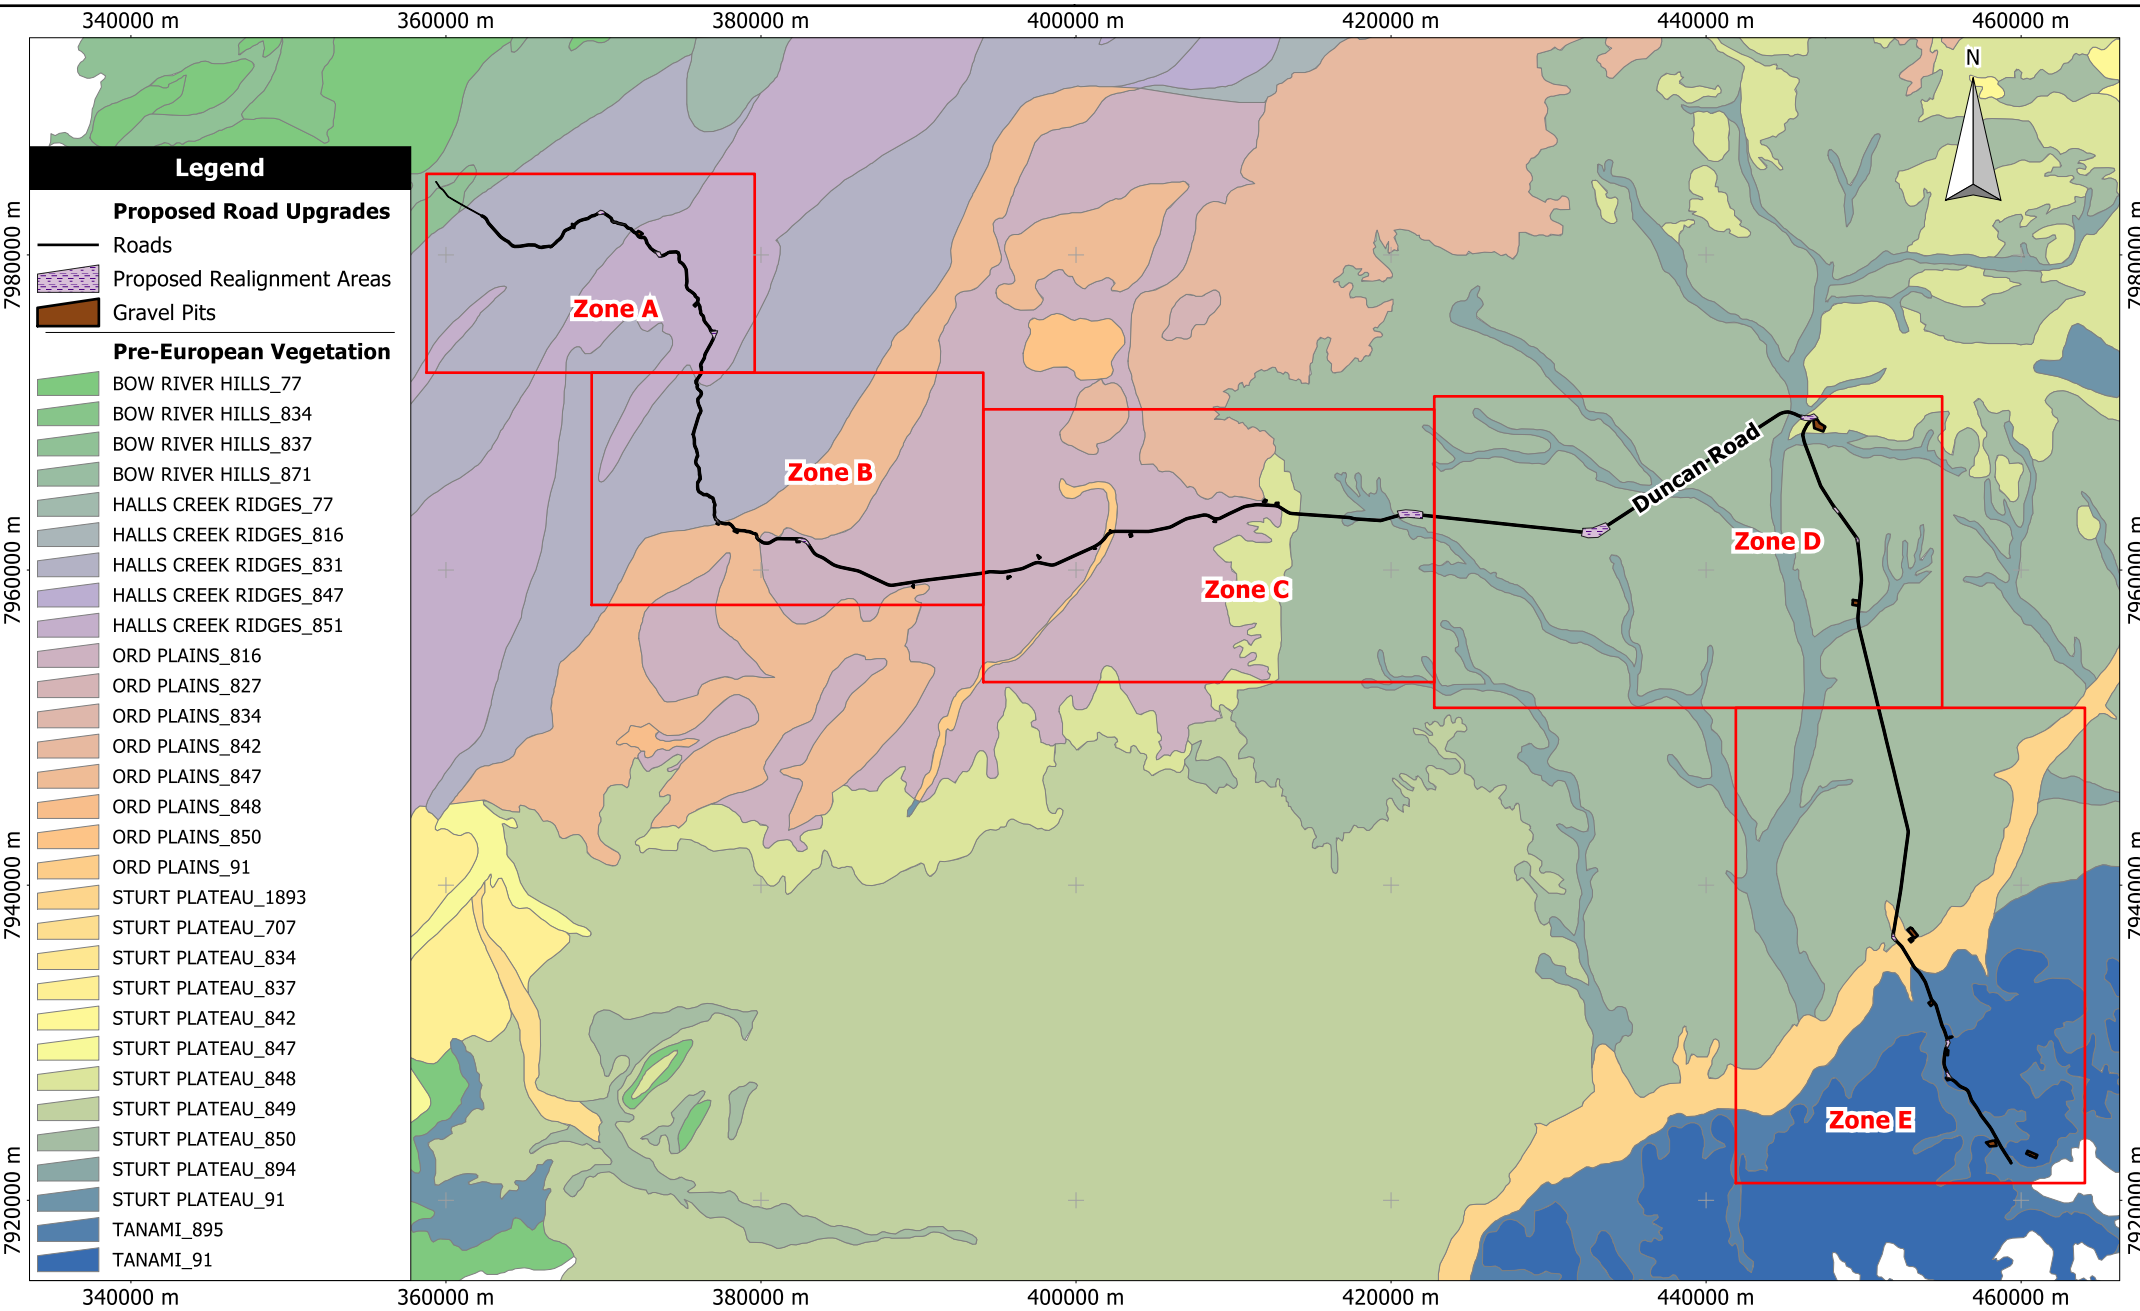 340000 m 360000 m 380000 m 400000 m 420000 m 440000 m 460000 m
N
7980000 m
7960000 m
7940000 m
7920000 m
Legend
Proposed Road Upgrades
Roads
Proposed Realignment Areas
Gravel Pits
Pre-European Vegetation
BOW RIVER HILLS_77
BOW RIVER HILLS_834
BOW RIVER HILLS_837
BOW RIVER HILLS_871
HALLS CREEK RIDGES_77
HALLS CREEK RIDGES_816
HALLS CREEK RIDGES_831
HALLS CREEK RIDGES_847
HALLS CREEK RIDGES_851
ORD PLAINS_816
ORD PLAINS_827
ORD PLAINS_834
ORD PLAINS_842
ORD PLAINS_847
ORD PLAINS_848
ORD PLAINS_850
ORD PLAINS_91
STURT PLATEAU_1893
STURT PLATEAU_707
STURT PLATEAU_834
STURT PLATEAU_837
STURT PLATEAU_842
STURT PLATEAU_847
STURT PLATEAU_848
STURT PLATEAU_849
STURT PLATEAU_850
STURT PLATEAU_894
STURT PLATEAU_91
TANAMI_895
TANAMI_91
Zone A
Zone B
Zone C
Duncan-Road
Zone D
Zone E
7980000 m
7960000 m
7940000 m
7920000 m
340000 m 360000 m 380000 m 400000 m 420000 m 440000 m 460000 m